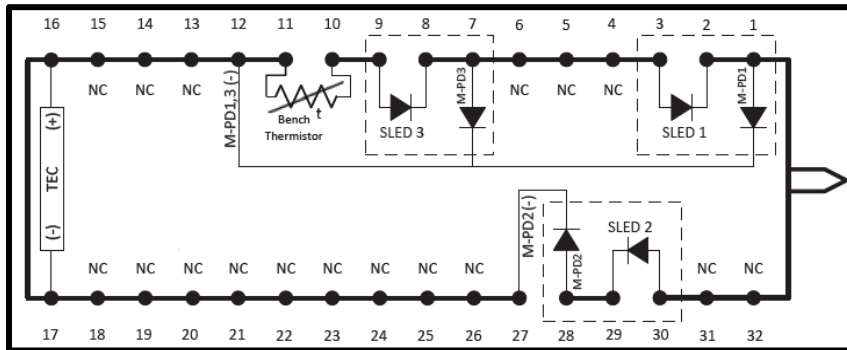 16 15 14 13 12 11 10 9 8 7 6 5 4 3 2 1
NC NC NC NC NC NC
M-PD1,3 (-)
t
Bench
Thermistor
SLED 3
M-PD3
SLED 1
M-PD1
(+)
TEC
(-)
M-PD2(-)
M-PD2
SLED 2
NC NC NC NC NC NC NC NC NC NC NC
17 18 19 20 21 22 23 24 25 26 27 28 29 30 31 32